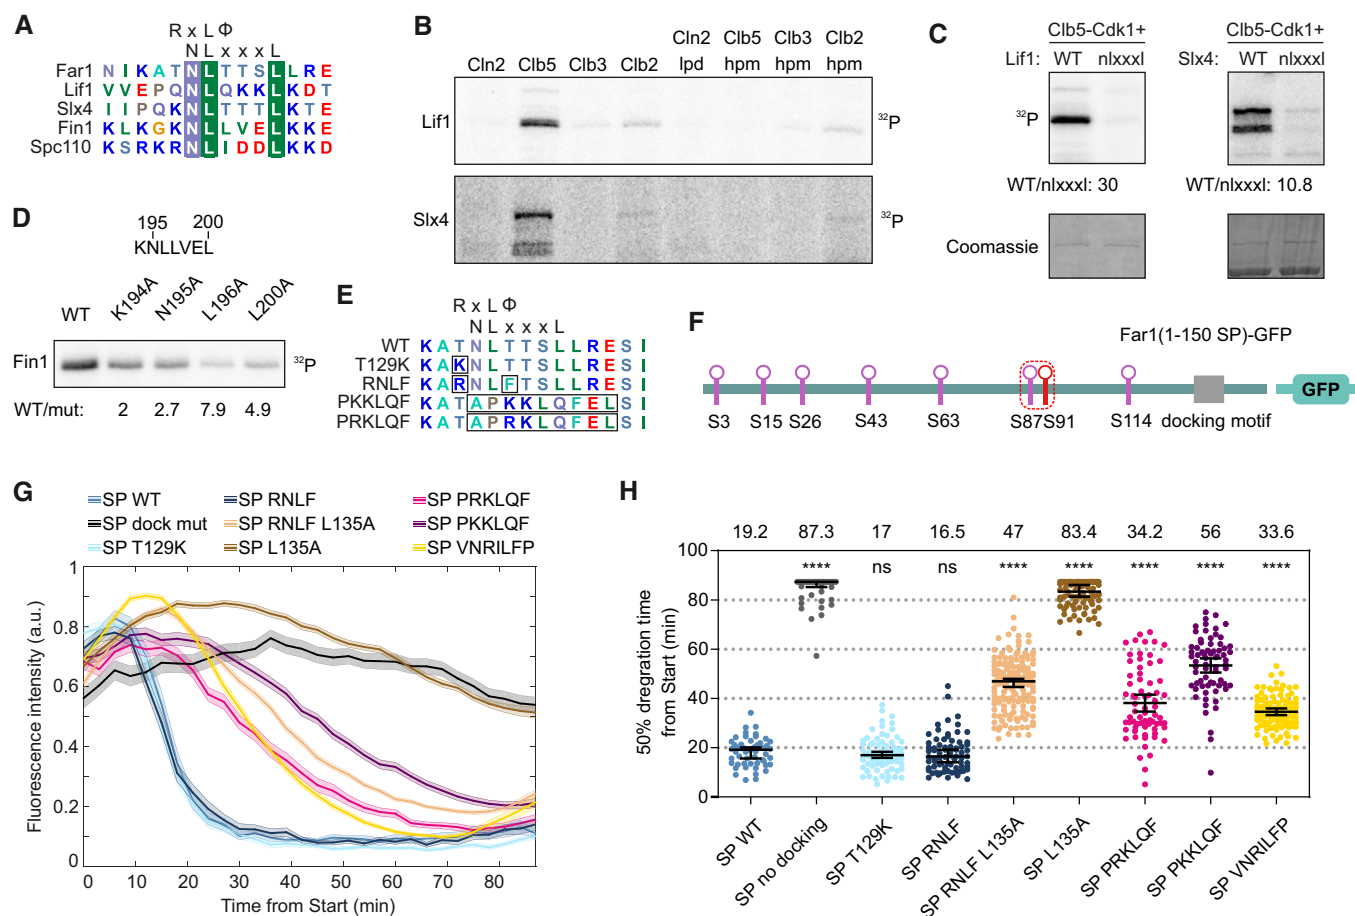 A
R x L Φ
N L x x x L
Far1 N I K A T N L T T S L L R E
Lif1 V V E P Q N L Q K K L K D T
Slx4 I I P Q K N L T T T L K T E
Fin1 K L K G K N L L V E L K K E
Spc110 K S R K R N L I D D L K K D
B
Cln2 Clb5 Clb3 Clb2 Cln2 lpd Clb5 hpm Clb3 hpm Clb2 hpm
Lif1 32P
Slx4 32P
C
Clb5-Cdk1+ Clb5-Cdk1+
Lif1: WT nlxxxl Slx4: WT nlxxxl
32P
WT/nlxxxl: 30 WT/nlxxxl: 10.8
Coomassie
D
195 200
KNLLVEL
WT K194A N195A L196A L200A
Fin1 32P
WT/mut: 2 2.7 7.9 4.9
E
R x L Φ
N L x x x L
WT K A T N L T T S L L R E S I
T129K K A K N L T T S L L R E S I
RNLF K A R N L F T S L L R E S I
PKKLQF K A T A P K K L Q F E L S I
PRKLQF K A T A P R K L Q F E L S I
F
Far1(1-150 SP)-GFP
GFP
S3 S15 S26 S43 S63 S87 S91 S114 docking motif
G
SP WT SP RNLF SP PRKLQF
SP dock mut SP RNLF L135A SP PKKLQF
SP T129K SP L135A SP VNRILFP
Fluorescence intensity (a.u.)
1
0.8
0.6
0.4
0.2
0
0 10 20 30 40 50 60 70 80
Time from Start (min)
H
19.2 87.3 17 16.5 47 83.4 34.2 56 33.6
**** ns ns **** **** **** **** ****
50% dregration time
from Start (min)
100
80
60
40
20
0
SP WT
SP no docking
SP T129K
SP RNLF
SP RNLF L135A
SP L135A
SP PRKLQF
SP PKKLQF
SP VNRILFP